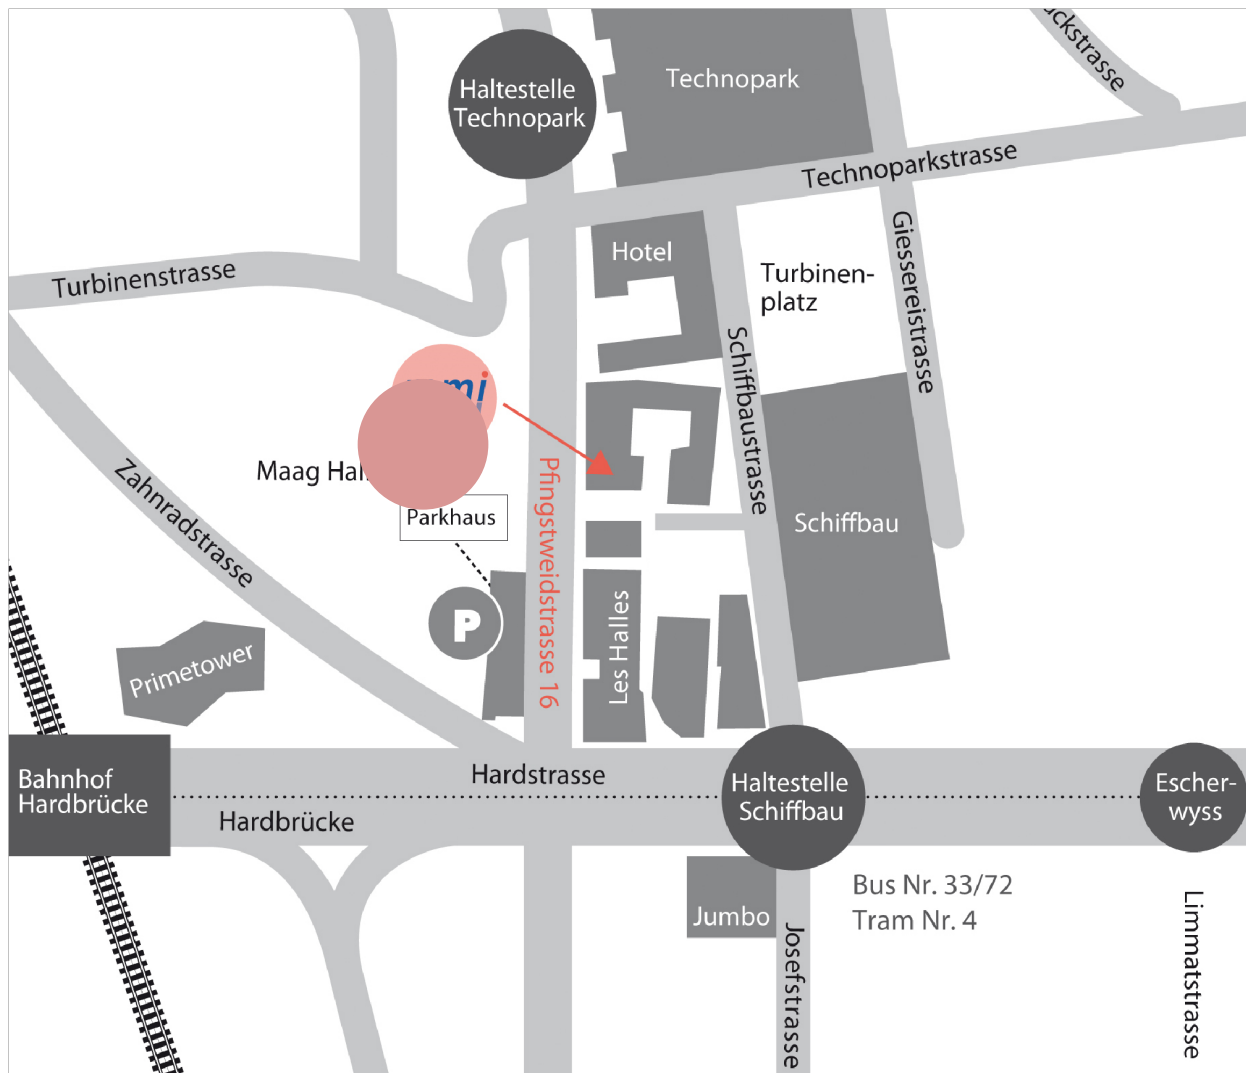 ückstrasse
Haltestelle
Technopark
Technopark
Technoparkstrasse
Hotel
Giessereistrasse
Turbinenstrasse
Turbinen-
platz
Schiffbaustrasse
Maag
Zahnradstrasse
Pfingstweidstrasse 16
Parkhaus
Schiffbau
P
Les Halles
Primetower
Bahnhof
Hardbrücke
Hardstrasse
Haltestelle
Schiffbau
Escher-
wyss
Hardbrücke
Bus Nr. 33/72
Tram Nr. 4
Jumbo
Josefstrasse
Limmatstrasse